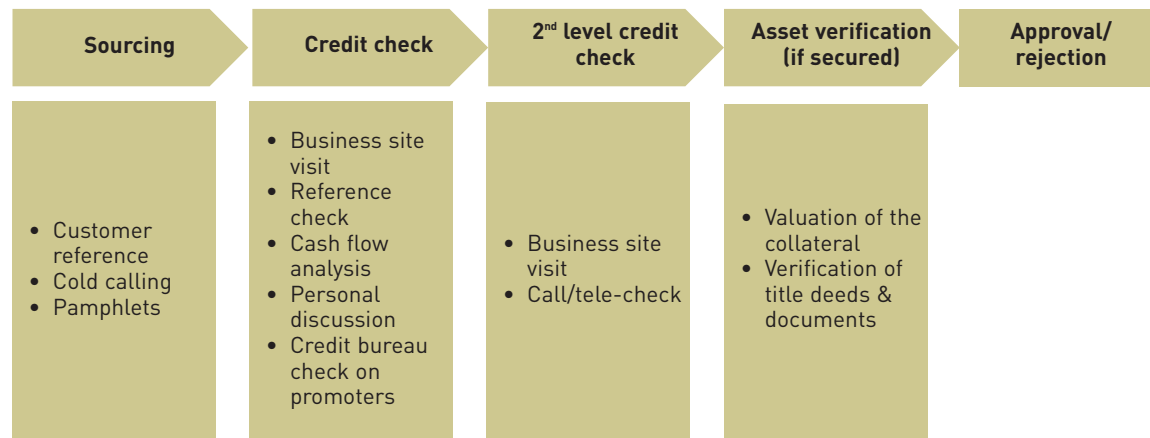 Sourcing
Credit check
2nd level credit
check
Asset verification
(if secured)
Approval/
rejection
• Customer
reference
• Cold calling
• Pamphlets
• Business site
visit
• Reference
check
• Cash flow
analysis
• Personal
discussion
• Credit bureau
check on
promoters
• Business site
visit
• Call/tele-check
• Valuation of the
collateral
• Verification of
title deeds &
documents